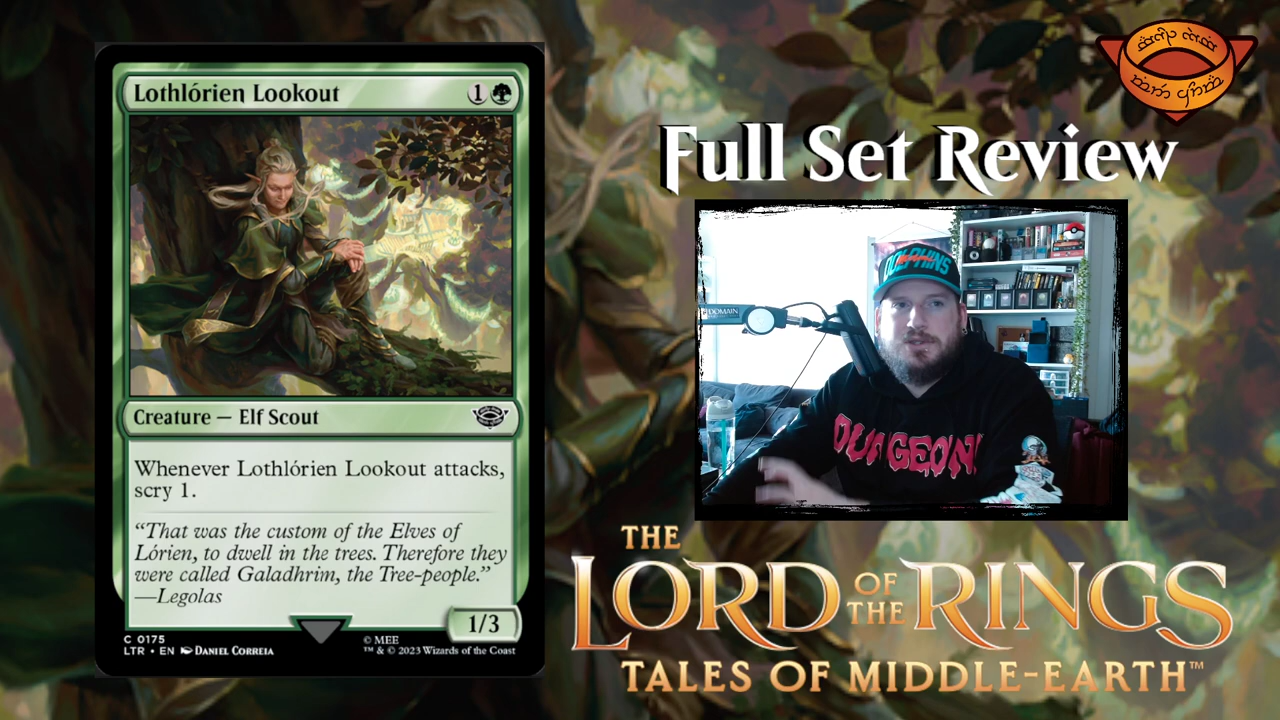 Lothlórien Lookout
1
Creature — Elf Scout
Whenever Lothlórien Lookout attacks,
scry 1.
“That was the custom of the Elves of
Lórien, to dwell in the trees. Therefore they
were called Galadhrim, the Tree-people.”
—Legolas
1/3
C 0175
LTR • EN DANIEL CORREIA
© MEE
™ & © 2023 Wizards of the Coast
Full Set Review
DOLPHINS
DOMAIN
DUNGEON
THE
LORD OF THE RINGS
TALES OF MIDDLE-EARTH™